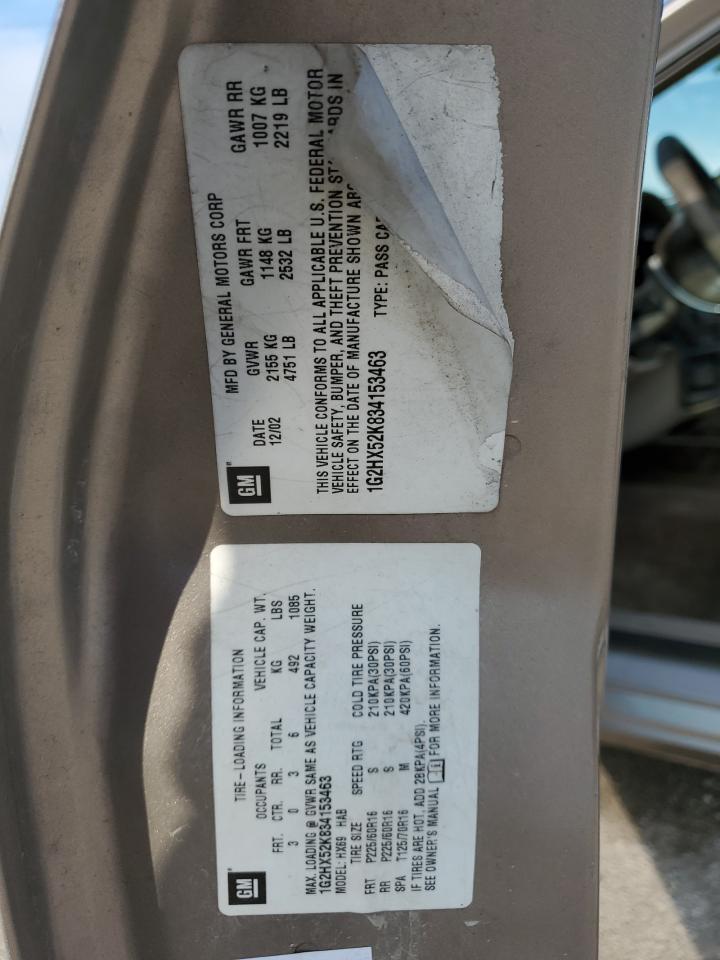 GM
MFD BY GENERAL MOTORS CORP
DATE GVWR GAWR FRT GAWR RR
12/02 2155 KG 1148 KG 1007 KG
4751 LB 2532 LB 2219 LB
THIS VEHICLE CONFORMS TO ALL APPLICABLE U.S. FEDERAL MOTOR
VEHICLE SAFETY, BUMPER, AND THEFT PREVENTION ST ARDS IN
EFFECT ON THE DATE OF MANUFACTURE SHOWN
1G2HX52K834153463 TYPE: PASS
GM
TIRE-LOADING INFORMATION
OCCUPANTS VEHICLE CAP. WT.
FRT. CTR. RR. TOTAL KG LBS
3 0 3 6 492 1085
MAX. LOADING @ GVWR SAME AS VEHICLE CAPACITY WEIGHT.
1G2HX52K834153463
MODEL: HX69 HAB
TIRE SIZE SPEED RTG COLD TIRE PRESSURE
FRT P225/60R16 S 210KPA(30PSI)
RR P225/60R16 S 210KPA(30PSI)
SPA T125/70R16 M 420KPA(60PSI)
IF TIRES ARE HOT, ADD 28KPA(4PSI).
SEE OWNER'S MANUAL FOR MORE INFORMATION.